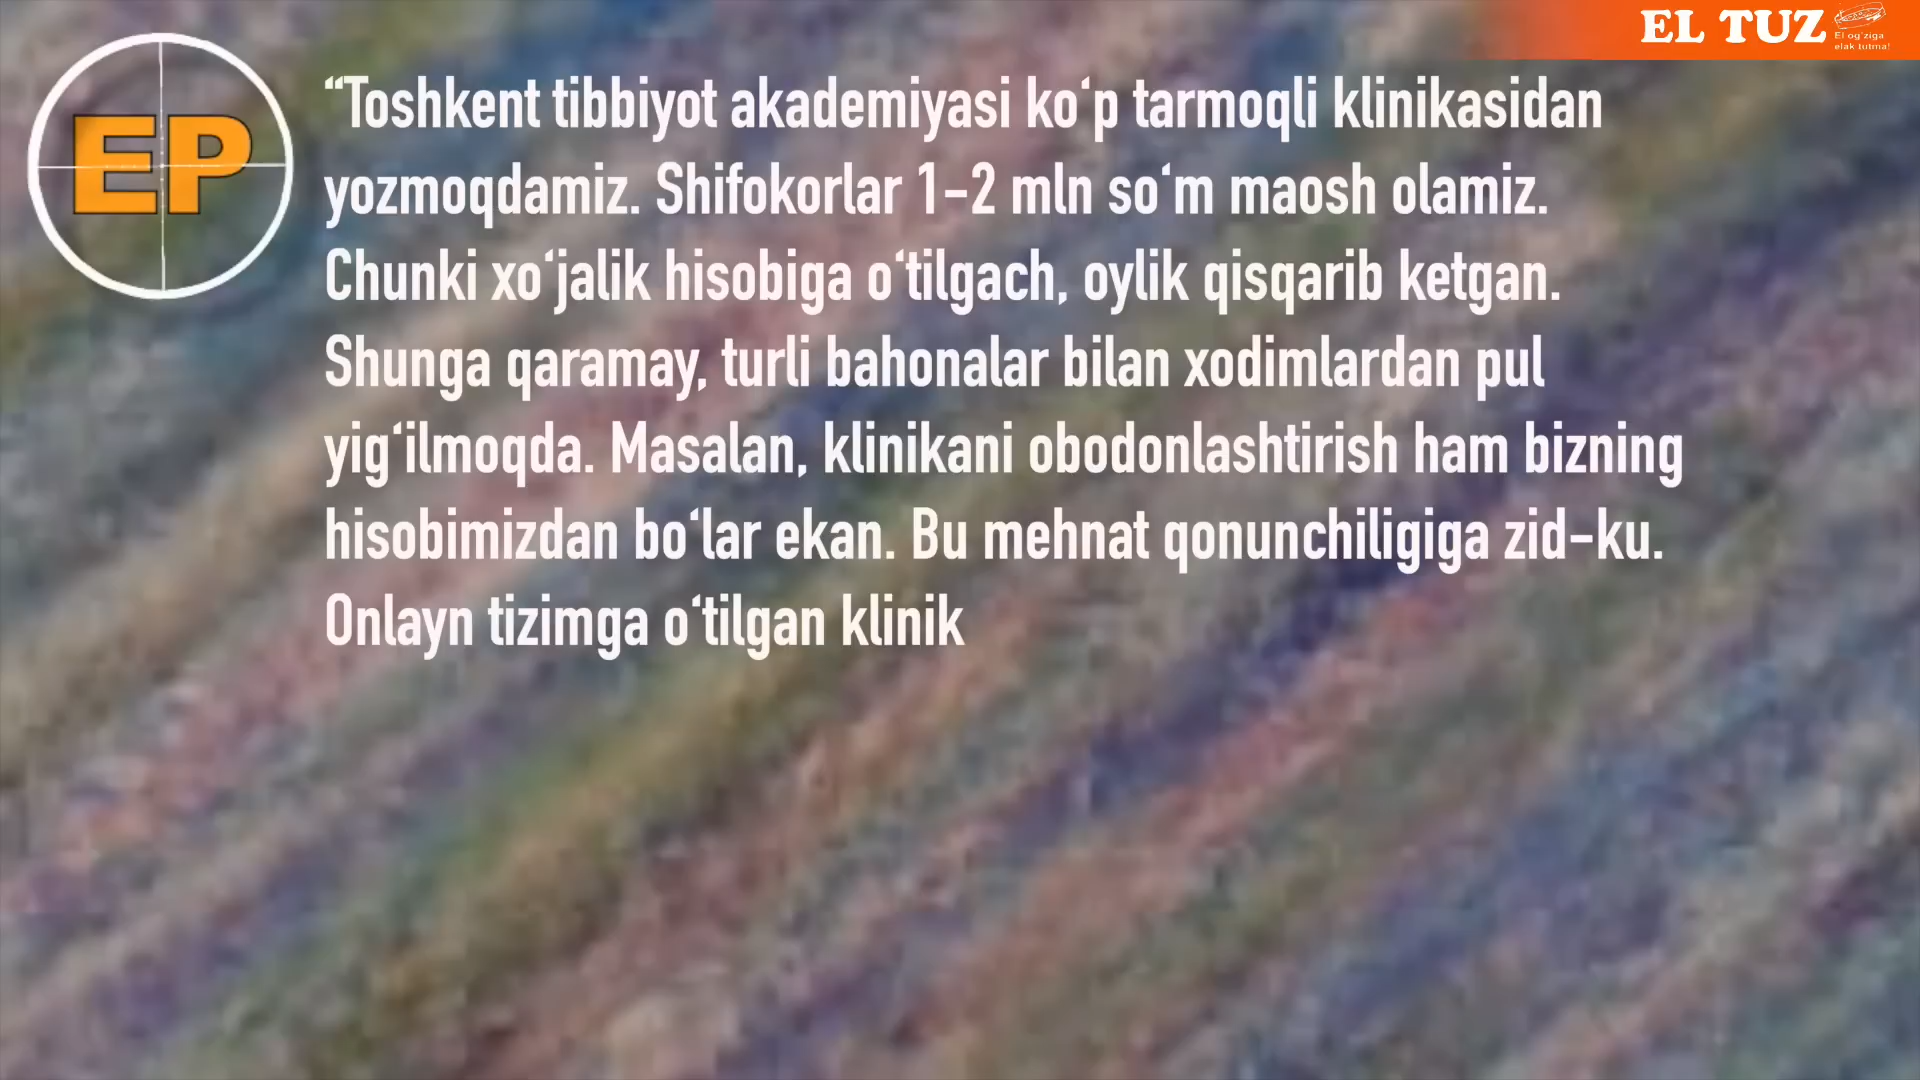 EL TUZ
El og'ziga
elak tutma!
EP
“Toshkent tibbiyot akademiyasi ko‘p tarmoqli klinikasidan
yozmoqdamiz. Shifokorlar 1-2 mln so‘m maosh olamiz.
Chunki xo‘jalik hisobiga o‘tilgach, oylik qisqarib ketgan.
Shunga qaramay, turli bahonalar bilan xodimlardan pul
yig‘ilmoqda. Masalan, klinikani obodonlashtirish ham bizning
hisobimizdan bo‘lar ekan. Bu mehnat qonunchiligiga zid-ku.
Onlayn tizimga o‘tilgan klinik